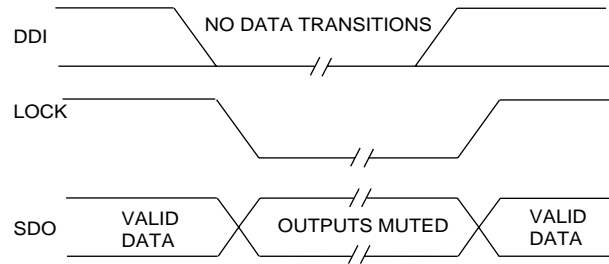 NO DATA TRANSITIONS
DDI
LOCK
SDO
VALID
DATA
OUTPUTS MUTED
VALID
DATA